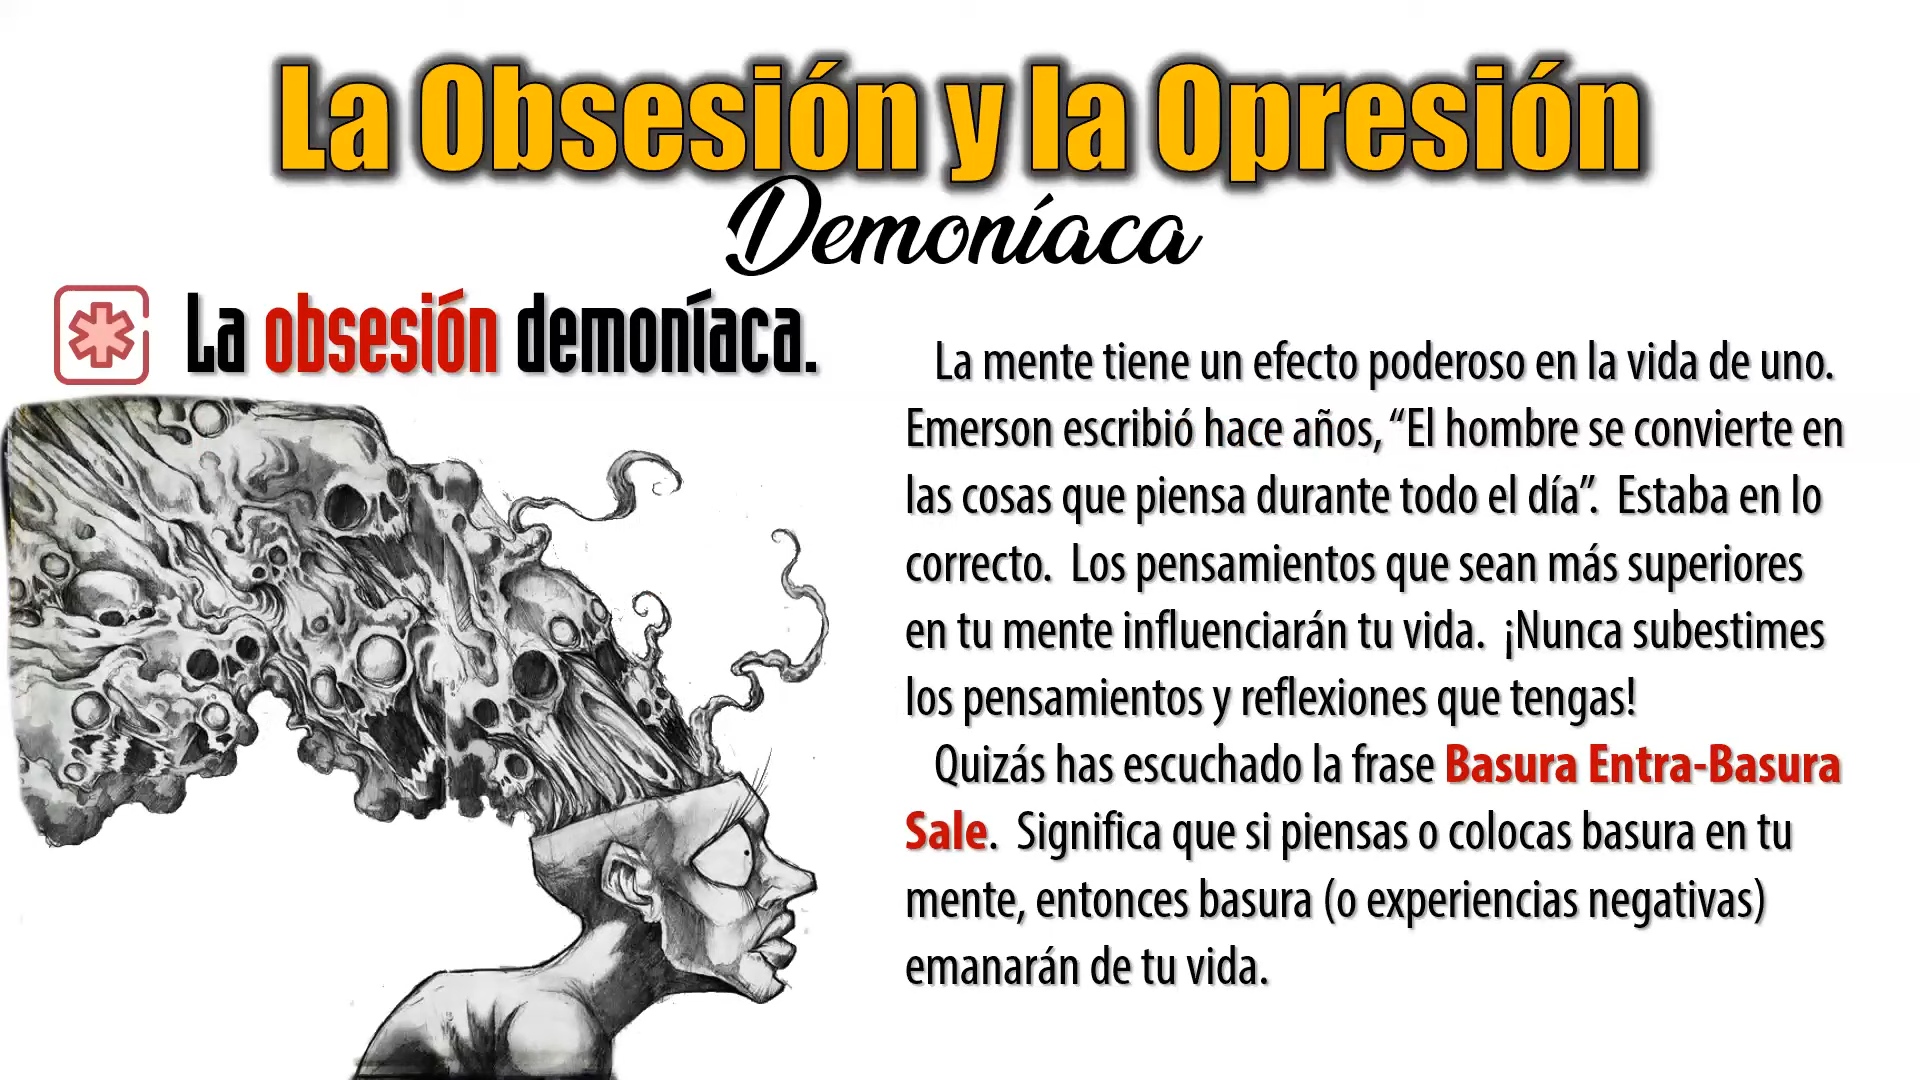 La Obsesión y la Opresión
Demoníaca
La obsesión demoníaca.
La mente tiene un efecto poderoso en la vida de uno.
Emerson escribió hace años, “El hombre se convierte en
las cosas que piensa durante todo el día”. Estaba en lo
correcto. Los pensamientos que sean más superiores
en tu mente influenciarán tu vida. ¡Nunca subestimes
los pensamientos y reflexiones que tengas!
Quizás has escuchado la frase Basura Entra-Basura
Sale. Significa que si piensas o colocas basura en tu
mente, entonces basura (o experiencias negativas)
emanarán de tu vida.